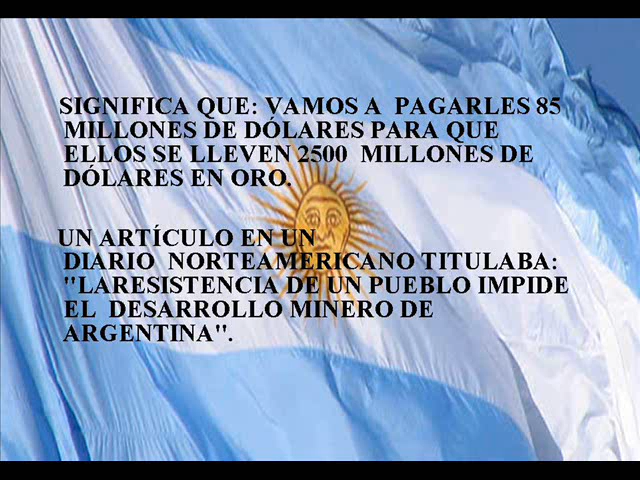 SIGNIFICA QUE: VAMOS A PAGARLES 85
MILLONES DE DÓLARES PARA QUE
ELLOS SE LLEVEN 2500 MILLONES DE
DÓLARES EN ORO.
UN ARTÍCULO EN UN
DIARIO NORTEAMERICANO TITULABA:
"LARESISTENCIA DE UN PUEBLO IMPIDE
EL DESARROLLO MINERO DE
ARGENTINA".